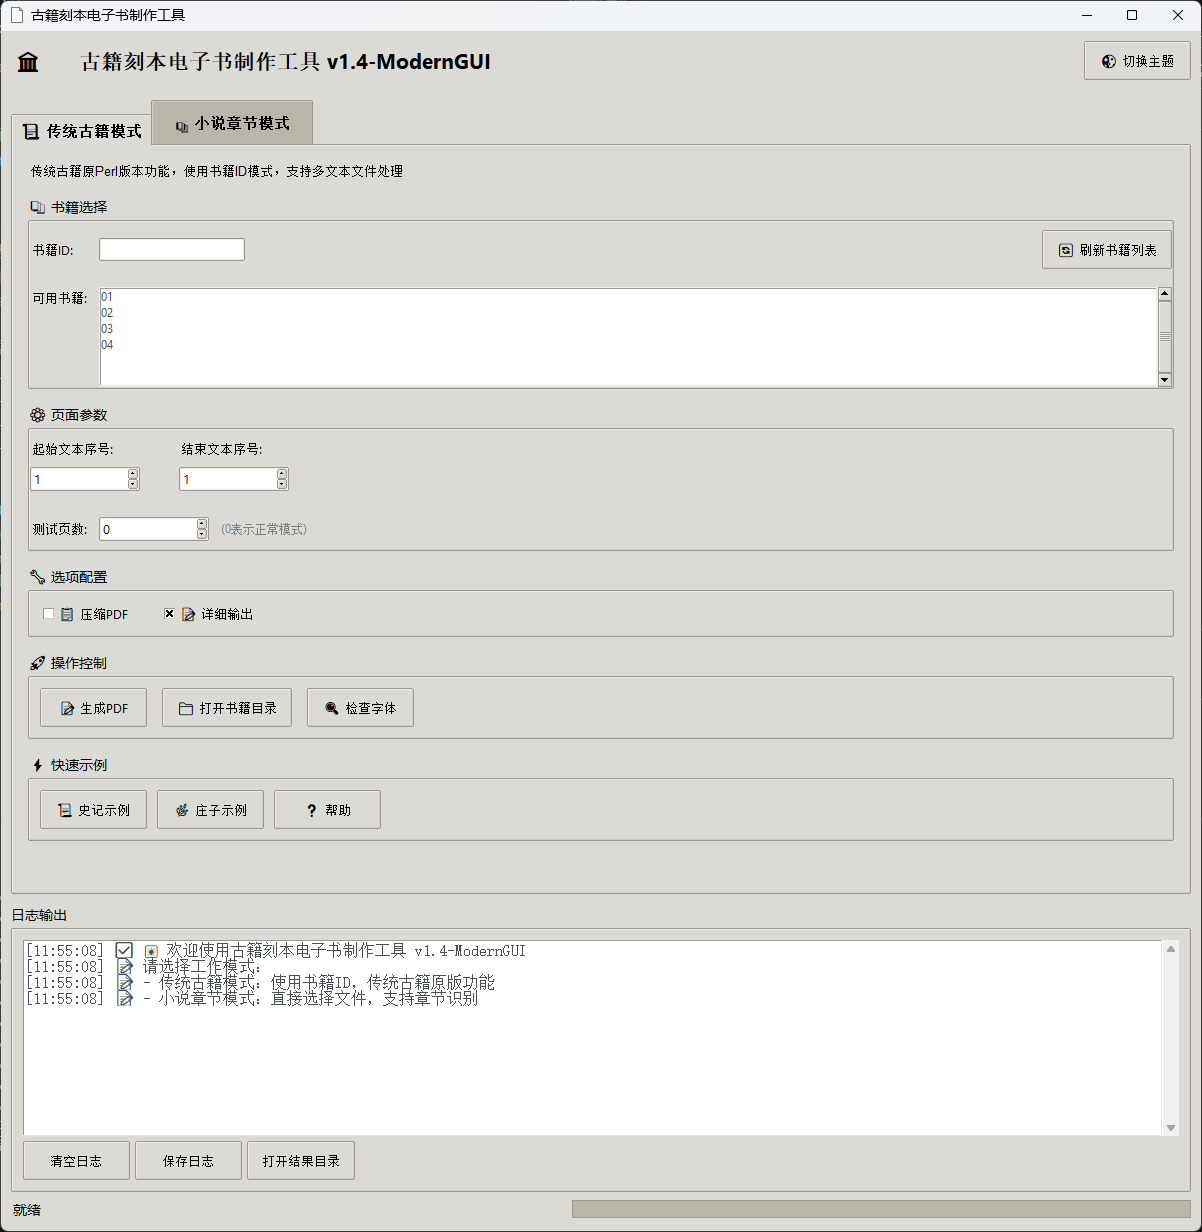 古籍刻本电子书制作工具
古籍刻本电子书制作工具 v1.4-ModernGUI
切换主题
传统古籍模式
小说章节模式
传统古籍原Perl版本功能，使用书籍ID模式，支持多文本文件处理
书籍选择
书籍ID:
刷新书籍列表
可用书籍:
01
02
03
04
页面参数
起始文本序号:
结束文本序号:
1
1
测试页数:
0
(0表示正常模式)
选项配置
压缩PDF
详细输出
操作控制
生成PDF
打开书籍目录
检查字体
快速示例
史记示例
庄子示例
? 帮助
日志输出
[11:55:08] 欢迎使用古籍刻本电子书制作工具 v1.4-ModernGUI
[11:55:08] 请选择工作模式：
[11:55:08] - 传统古籍模式：使用书籍ID，传统古籍原版功能
[11:55:08] - 小说章节模式：直接选择文件，支持章节识别
清空日志
保存日志
打开结果目录
就绪